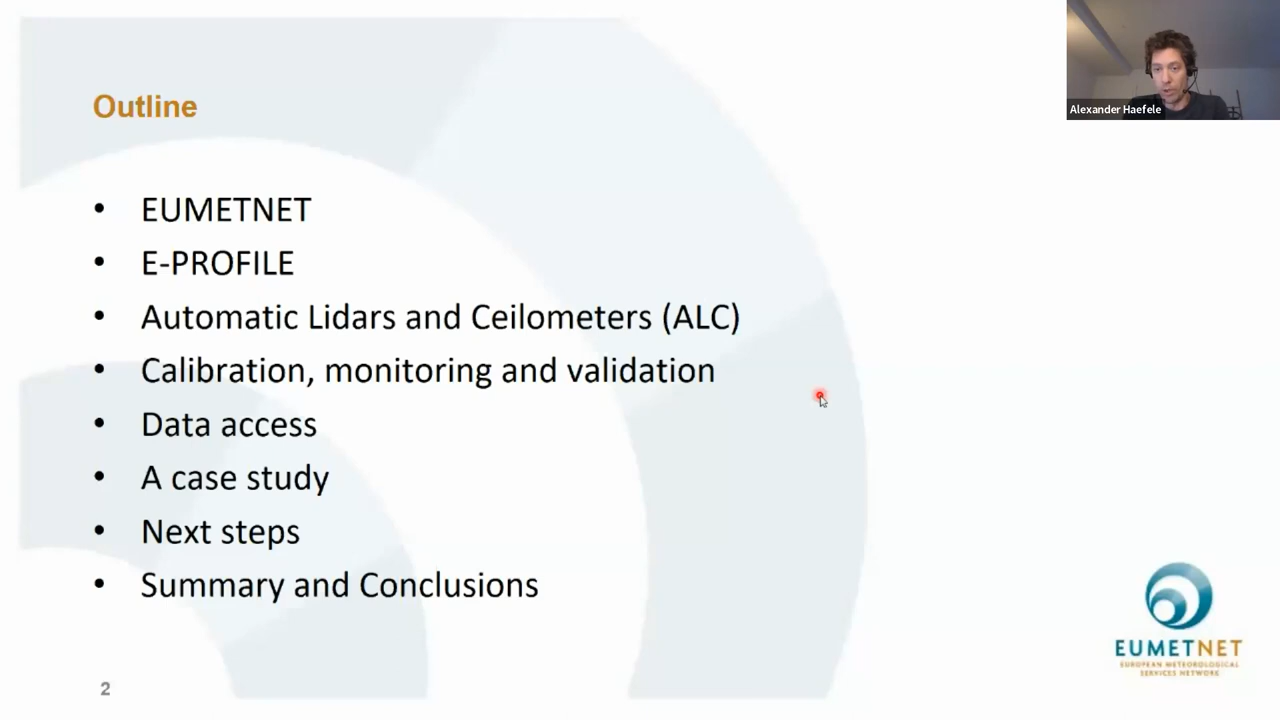 Outline
• EUMETNET
• E-PROFILE
• Automatic Lidars and Ceilometers (ALC)
• Calibration, monitoring and validation
• Data access
• A case study
• Next steps
• Summary and Conclusions
2
Alexander Haefele
EUMETNET
EUROPEAN METEOROLOGICAL
SERVICES NETWORK